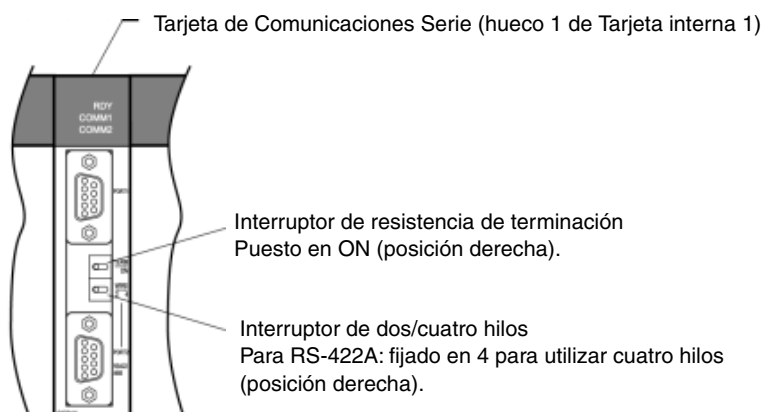 Tarjeta de Comunicaciones Serie (hueco 1 de Tarjeta interna 1)
RDY
COMM1
COMM2
Interruptor de resistencia de terminación
Puesto en ON (posición derecha).
Interruptor de dos/cuatro hilos
Para RS-422A: fijado en 4 para utilizar cuatro hilos
(posición derecha).